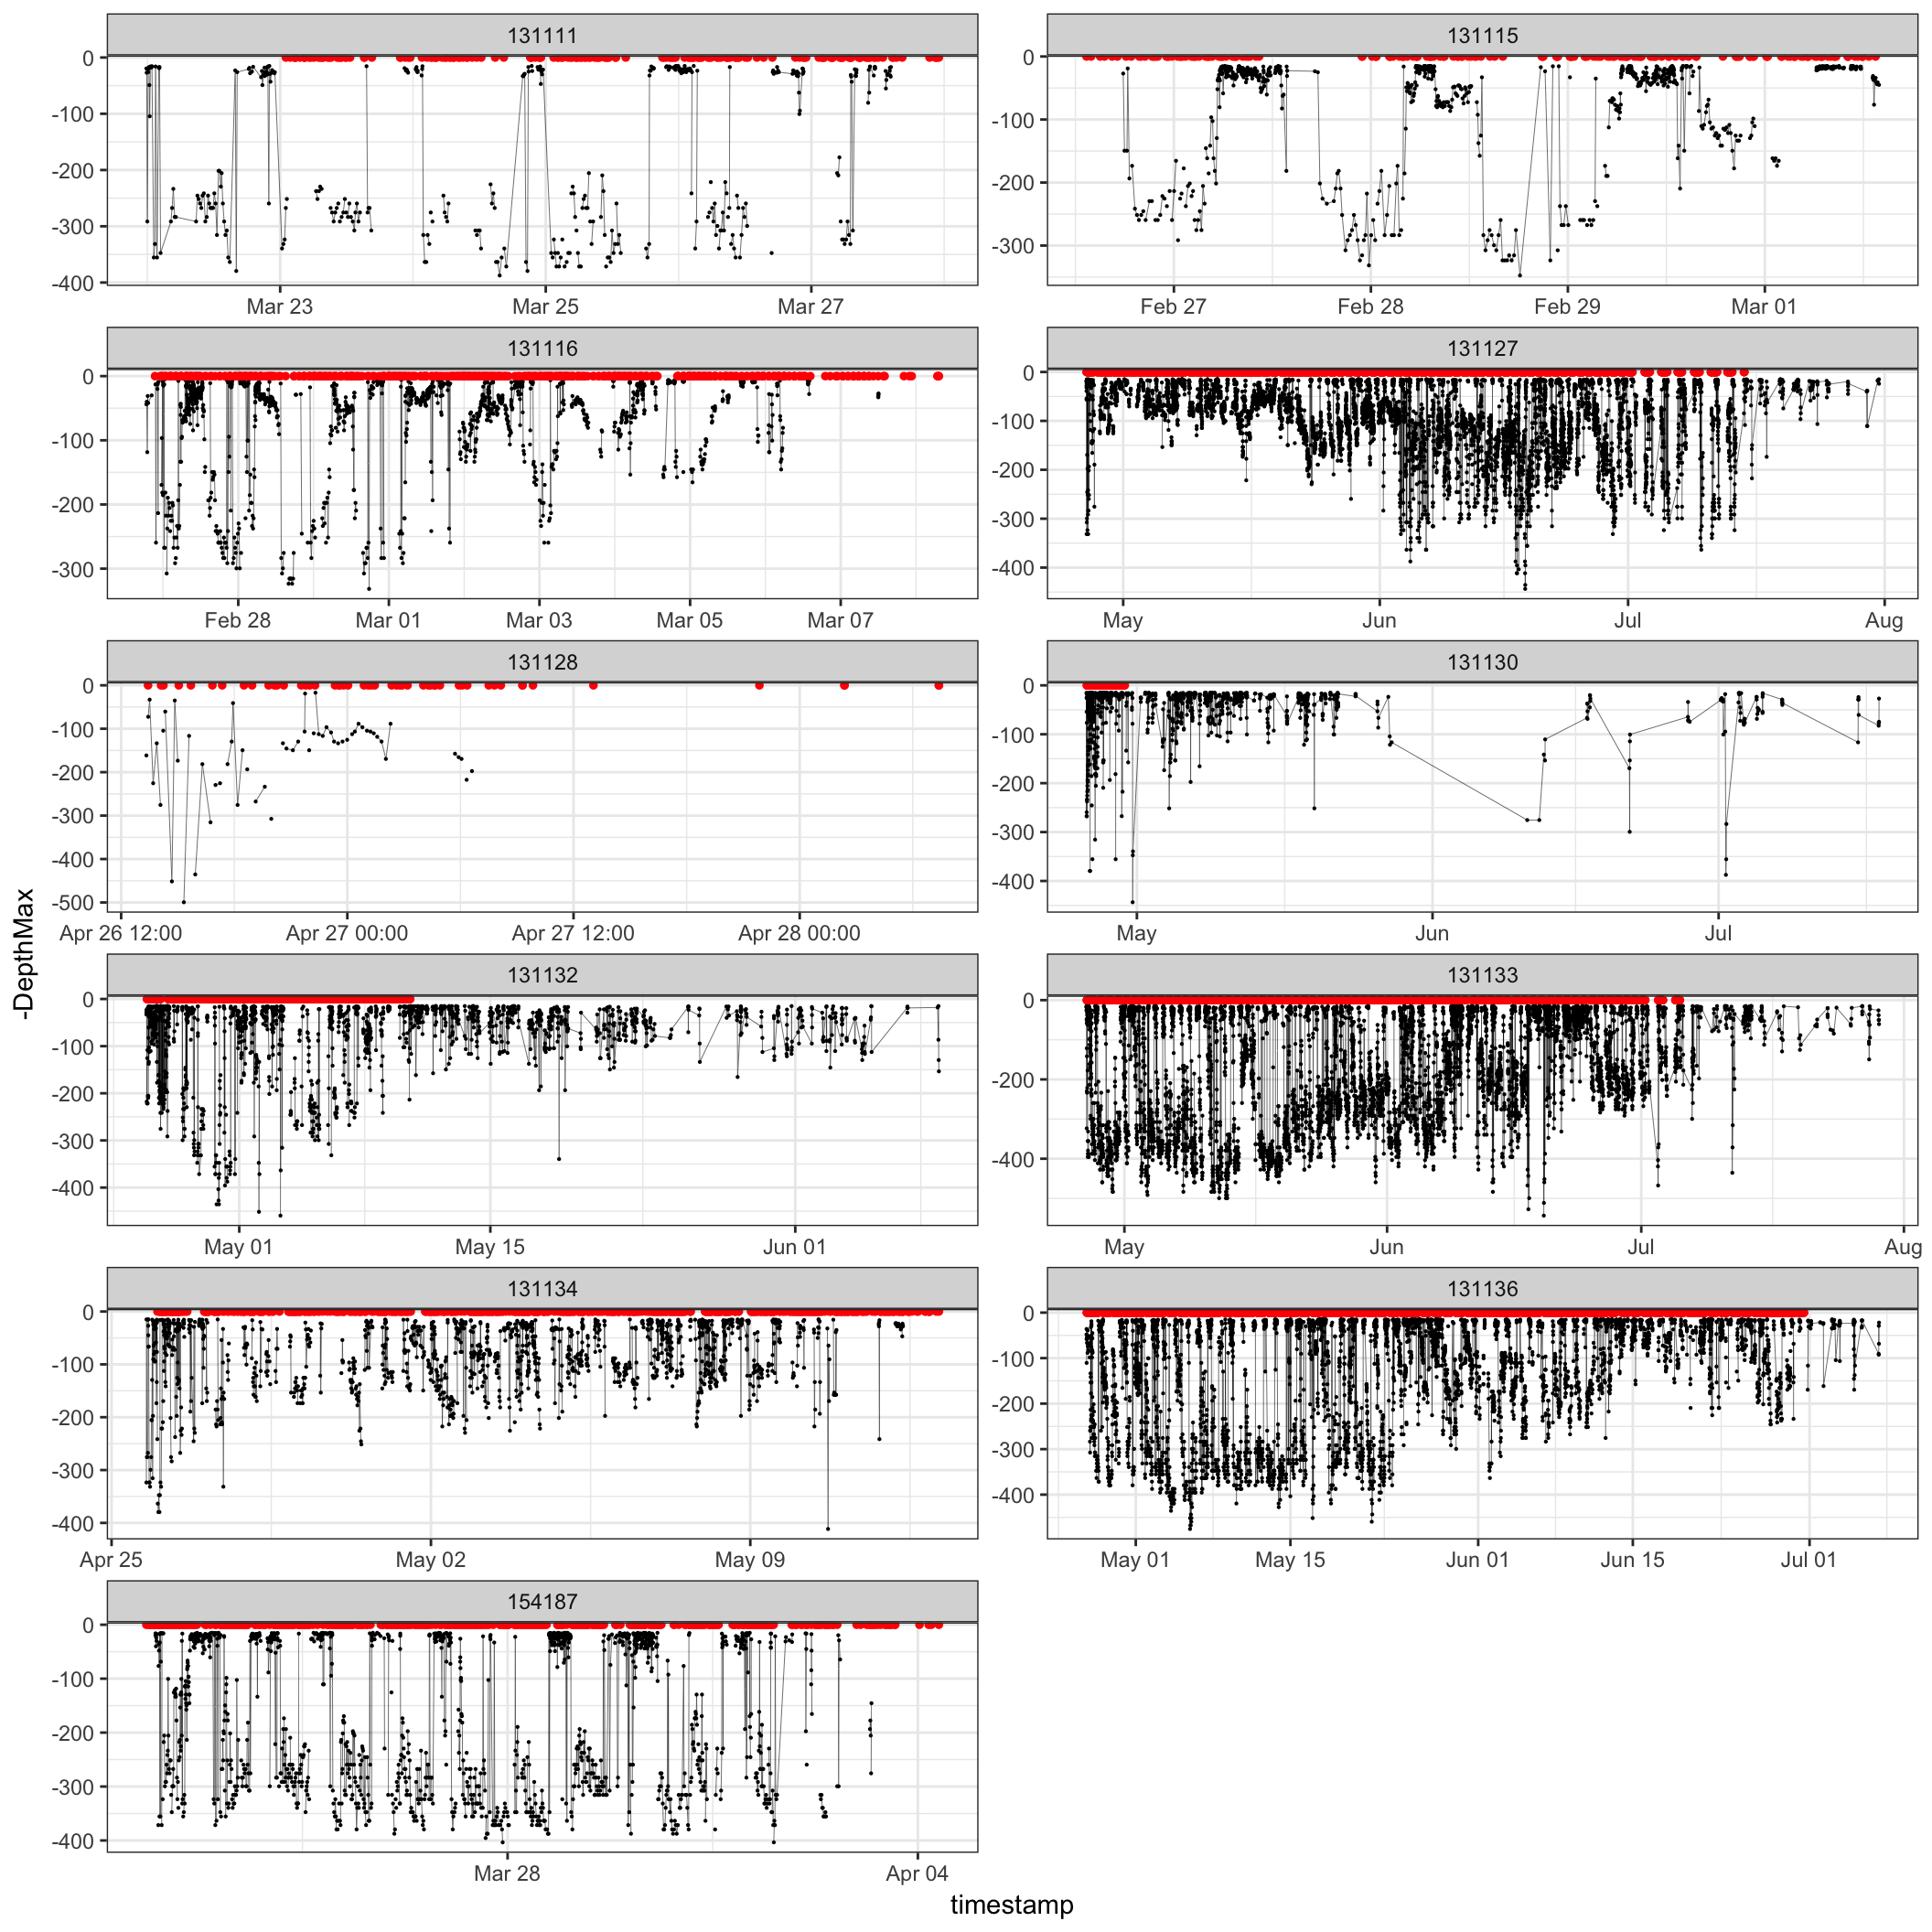 131111
131115
0
-100
-200
-300
-400
Mar 23
Mar 25
Mar 27
0
-100
-200
-300
Feb 27
Feb 28
Feb 29
Mar 01
131116
131127
0
-100
-200
-300
Feb 28
Mar 01
Mar 03
Mar 05
Mar 07
0
-100
-200
-300
-400
May
Jun
Jul
Aug
131128
131130
0
-100
-200
-300
-400
-500
Apr 26 12:00
Apr 27 00:00
Apr 27 12:00
Apr 28 00:00
0
-100
-200
-300
-400
May
Jun
Jul
131132
131133
0
-100
-200
-300
-400
May 01
May 15
Jun 01
0
-200
-400
May
Jun
Jul
Aug
131134
131136
0
-100
-200
-300
-400
Apr 25
May 02
May 09
0
-100
-200
-300
-400
May 01
May 15
Jun 01
Jun 15
Jul 01
154187
0
-100
-200
-300
-400
Mar 28
Apr 04
-DepthMax
timestamp